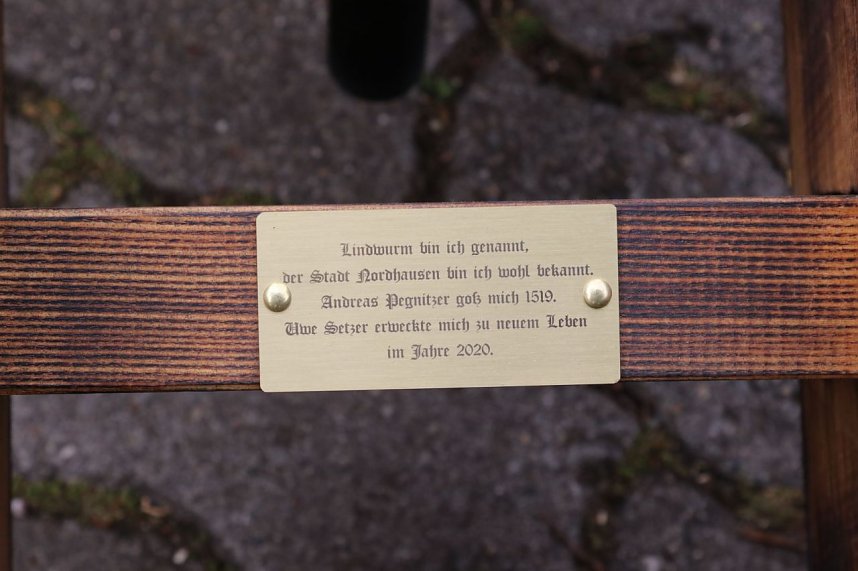 Lindwurm bin ich genannt,
der Stadt Nordhausen bin ich wohl bekannt.
Andreas Pegnitzer goß mich 1519.
Uwe Setzer erweckte mich zu neuem Leben
im Jahre 2020.